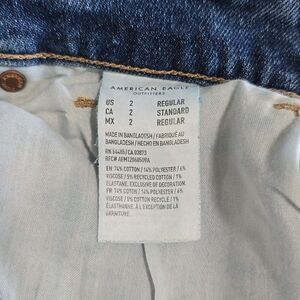 AMERICAN EAGLE
OUTFITTERS
US 2 REGULAR
CA 2 STANDARD
MX 2 REGULAR
MADE IN BANGLADESH / FABRIQUÉ AU
BANGLADESH / HECHO EN BANGLADESH
RN 54485 / CA 03873
EN: 74% COTTON / 14% POLYESTER / 6%
VISCOSE / 5% RECYCLED COTTON / 1%
ELASTANE. EXCLUSIVE OF DECORATION.
FR: 74% COTON / 14% POLYESTER / 6%
VISCOSE / 5% COTTON RECYCLÉ / 1%
ÉLASTHANNE. À L'EXCEPTION DE LA
GARNITURE.